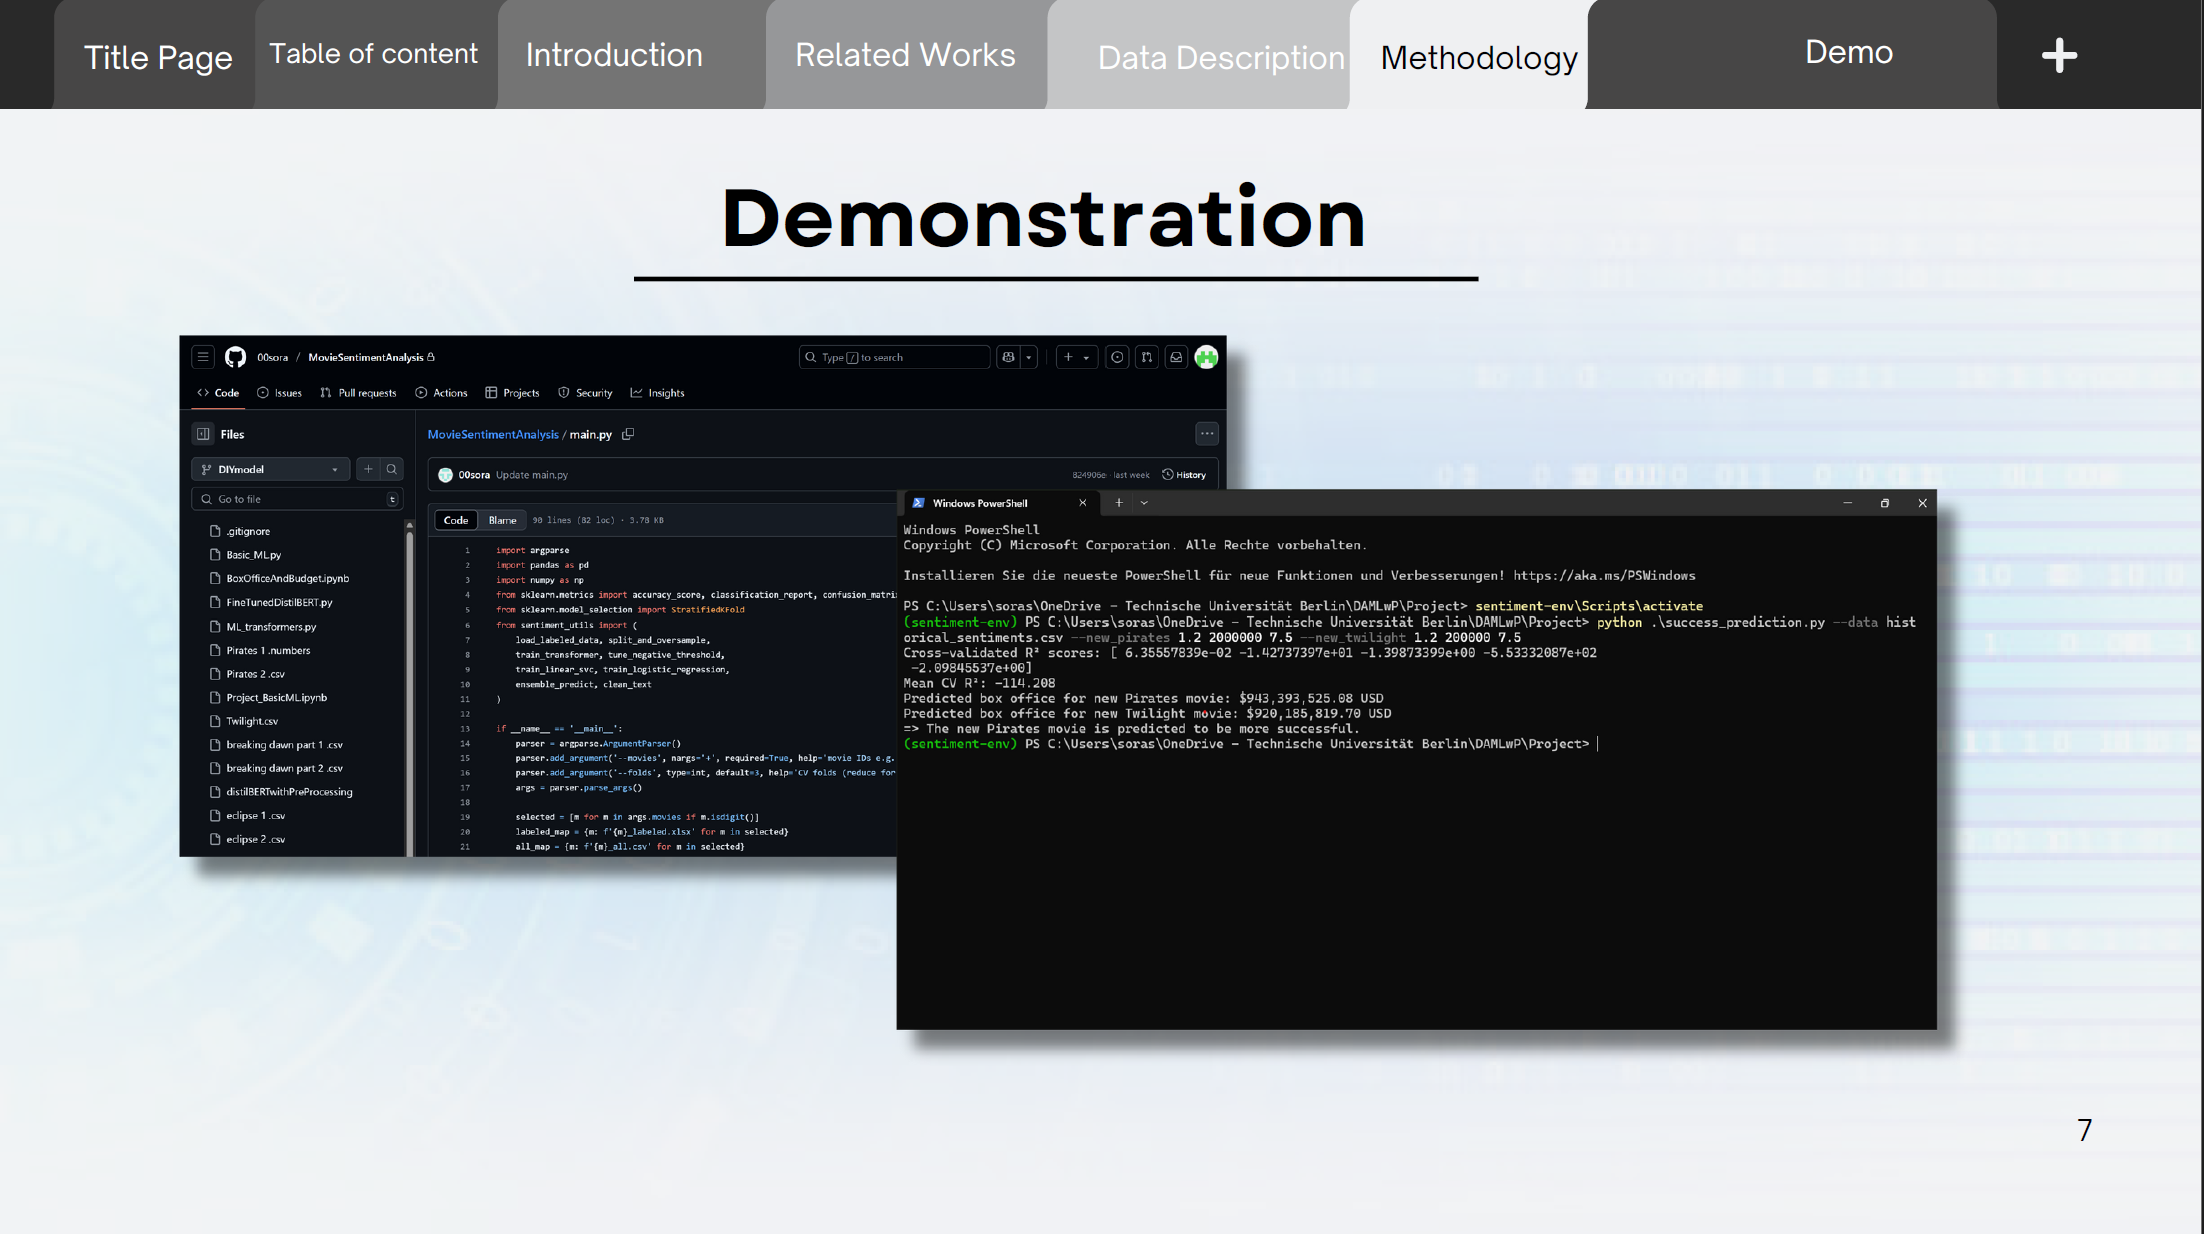 Title Page
Table of content
Introduction
Related Works
Data Description
Methodology
Demo
Demonstration
00sora / MovieSentimentAnalysis
Type / to search
Code
Issues
Pull requests
Actions
Projects
Security
Insights
Files
DIYmodel
Go to file
t
.gitignore
Basic_ML.py
BoxOfficeAndBudget.ipynb
FineTunedDistilBERT.py
ML_transformers.py
Pirates 1 .numbers
Pirates 2 .csv
Project_BasicML.ipynb
Twilight.csv
breaking dawn part 1 .csv
breaking dawn part 2 .csv
distilBERTwithPreProcessing
eclipse 1 .csv
eclipse 2 .csv
MovieSentimentAnalysis / main.py
00sora Update main.py
824906e · last week
History
Code
Blame
90 lines (82 loc) · 3.78 KB
1 import argparse
2 import pandas as pd
3 import numpy as np
4 from sklearn.metrics import accuracy_score, classification_report, confusion_matri
5 from sklearn.model_selection import StratifiedKFold
6 from sentiment_utils import (
7 load_labeled_data, split_and_oversample,
8 train_transformer, tune_negative_threshold,
9 train_linear_svc, train_logistic_regression,
10 ensemble_predict, clean_text
11 )
12
13 if __name__ == '__main__':
14 parser = argparse.ArgumentParser()
15 parser.add_argument('--movies', nargs='+', required=True, help='movie IDs e.g.
16 parser.add_argument('--folds', type=int, default=3, help='CV folds (reduce for
17 args = parser.parse_args()
18
19 selected = [m for m in args.movies if m.isdigit()]
20 labeled_map = {m: f'{m}_labeled.xlsx' for m in selected}
21 all_map = {m: f'{m}_all.csv' for m in selected}
Windows PowerShell
Windows PowerShell
Copyright (C) Microsoft Corporation. Alle Rechte vorbehalten.
Installieren Sie die neueste PowerShell für neue Funktionen und Verbesserungen! https://aka.ms/PSWindows
PS C:\Users\soras\OneDrive - Technische Universität Berlin\DAMLwP\Project> sentiment-env\Scripts\activate
(sentiment-env) PS C:\Users\soras\OneDrive - Technische Universität Berlin\DAMLwP\Project> python .\success_prediction.py --data hist
orical_sentiments.csv --new_pirates 1.2 2000000 7.5 --new_twilight 1.2 200000 7.5
Cross-validated R² scores: [ 6.35557839e-02 -1.42737397e+01 -1.39873399e+00 -5.53332087e+02
-2.09845537e+00]
Mean CV R²: -114.208
Predicted box office for new Pirates movie: $943,393,525.08 USD
Predicted box office for new Twilight movie: $920,185,819.70 USD
=> The new Pirates movie is predicted to be more successful.
(sentiment-env) PS C:\Users\soras\OneDrive - Technische Universität Berlin\DAMLwP\Project>
7